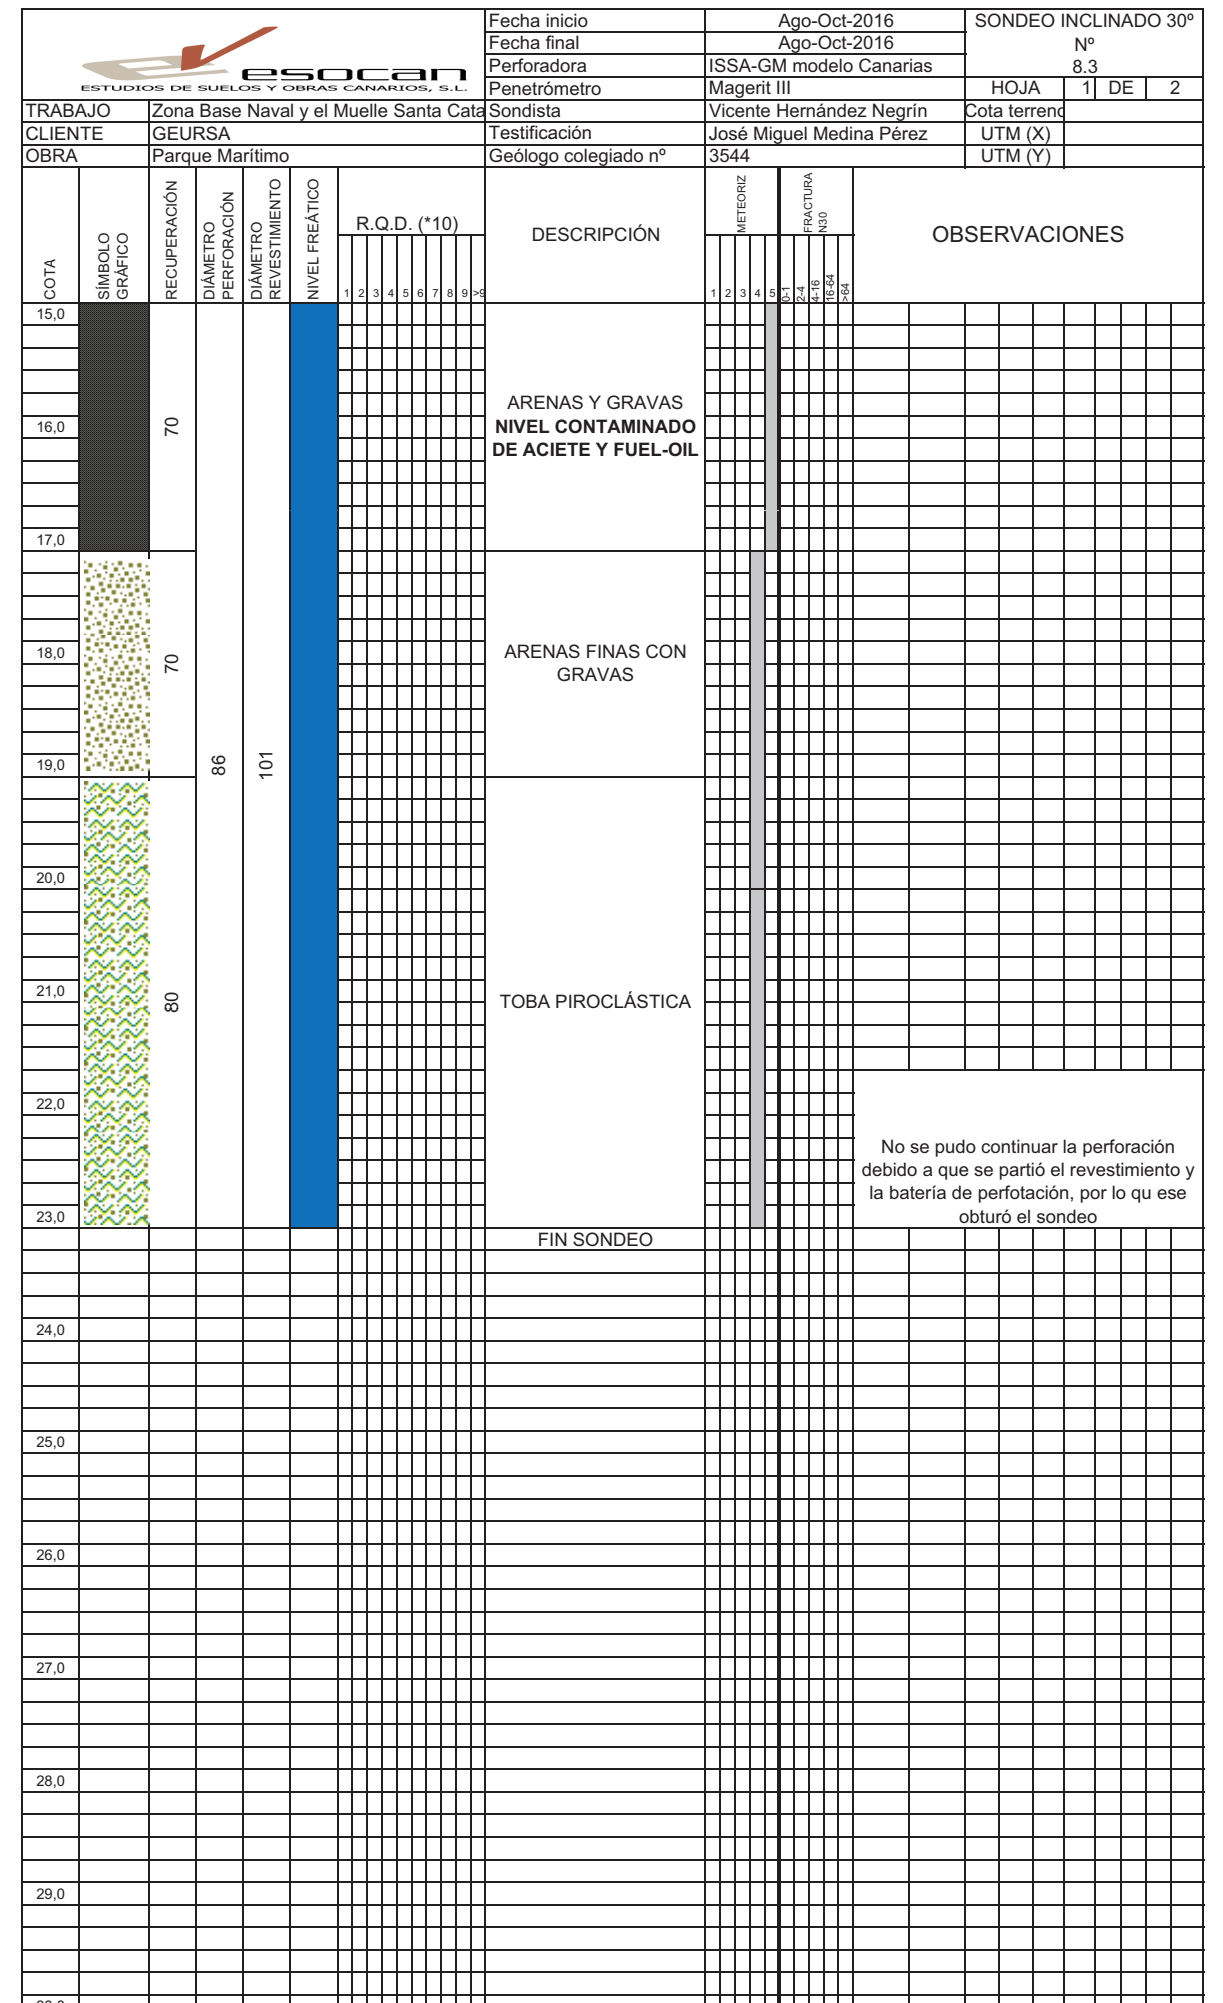 esocan
ESTUDIOS DE SUELOS Y OBRAS CANARIOS, S.L.
Fecha inicio Ago-Oct-2016 SONDEO INCLINADO 30º
Fecha final Ago-Oct-2016 Nº
Perforadora ISSA-GM modelo Canarias 8.3
Penetrómetro Magerit III HOJA 1 DE 2
TRABAJO Zona Base Naval y el Muelle Santa Cata Sondista Vicente Hernández Negrín Cota terreno
CLIENTE GEURSA Testificación José Miguel Medina Pérez UTM (X)
OBRA Parque Marítimo Geólogo colegiado nº 3544 UTM (Y)
COTA
SÍMBOLO
GRÁFICO
RECUPERACIÓN
DIÁMETRO
PERFORACIÓN
DIÁMETRO
REVESTIMIENTO
NIVEL FREÁTICO
R.Q.D. (*10)
1 2 3 4 5 6 7 8 9 >9
DESCRIPCIÓN
METEORIZ
1 2 3 4 5
FRACTURA
N30
0-1
2-4
4-16
16-64
>64
OBSERVACIONES
15,0
ARENAS Y GRAVAS
16,0 70 NIVEL CONTAMINADO
DE ACIETE Y FUEL-OIL
17,0
18,0 70 ARENAS FINAS CON
GRAVAS
19,0 86 101
20,0
21,0 80 TOBA PIROCLÁSTICA
22,0
No se pudo continuar la perforación
debido a que se partió el revestimiento y
la batería de perfotación, por lo qu ese
23,0 obturó el sondeo
FIN SONDEO
24,0
25,0
26,0
27,0
28,0
29,0